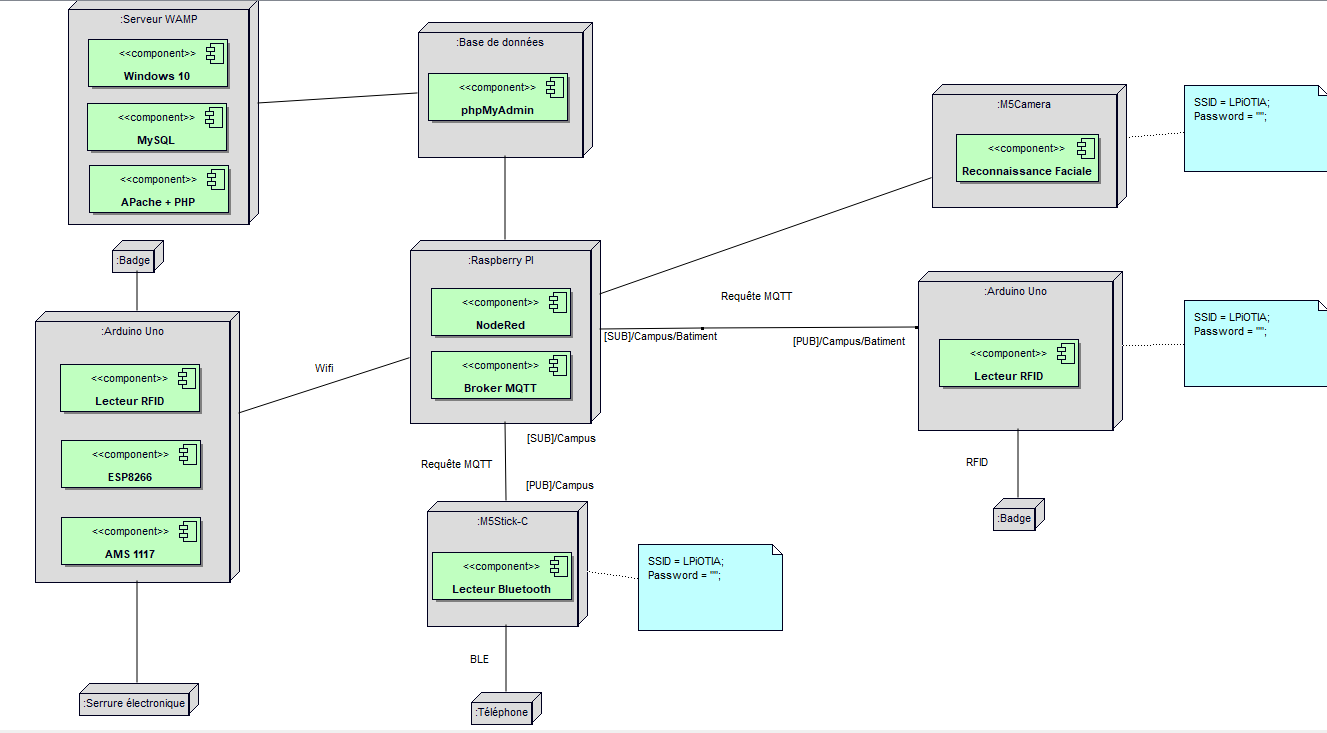 :Serveur WAMP
<<component>>
Windows 10
<<component>>
MySQL
<<component>>
APache + PHP
:Base de données
<<component>>
phpMyAdmin
:M5Camera
<<component>>
Reconnaissance Faciale
SSID = LPiOTIA;
Password = "";
:Badge
:Arduino Uno
<<component>>
Lecteur RFID
<<component>>
ESP8266
<<component>>
AMS 1117
Wifi
:Raspberry PI
<<component>>
NodeRed
<<component>>
Broker MQTT
Requête MQTT
[SUB]/Campus/Batiment
[PUB]/Campus/Batiment
:Arduino Uno
<<component>>
Lecteur RFID
SSID = LPiOTIA;
Password = "";
RFID
:Badge
[SUB]/Campus
Requête MQTT
[PUB]/Campus
:M5Stick-C
<<component>>
Lecteur Bluetooth
SSID = LPiOTIA;
Password = "";
BLE
:Téléphone
:Serrure électronique